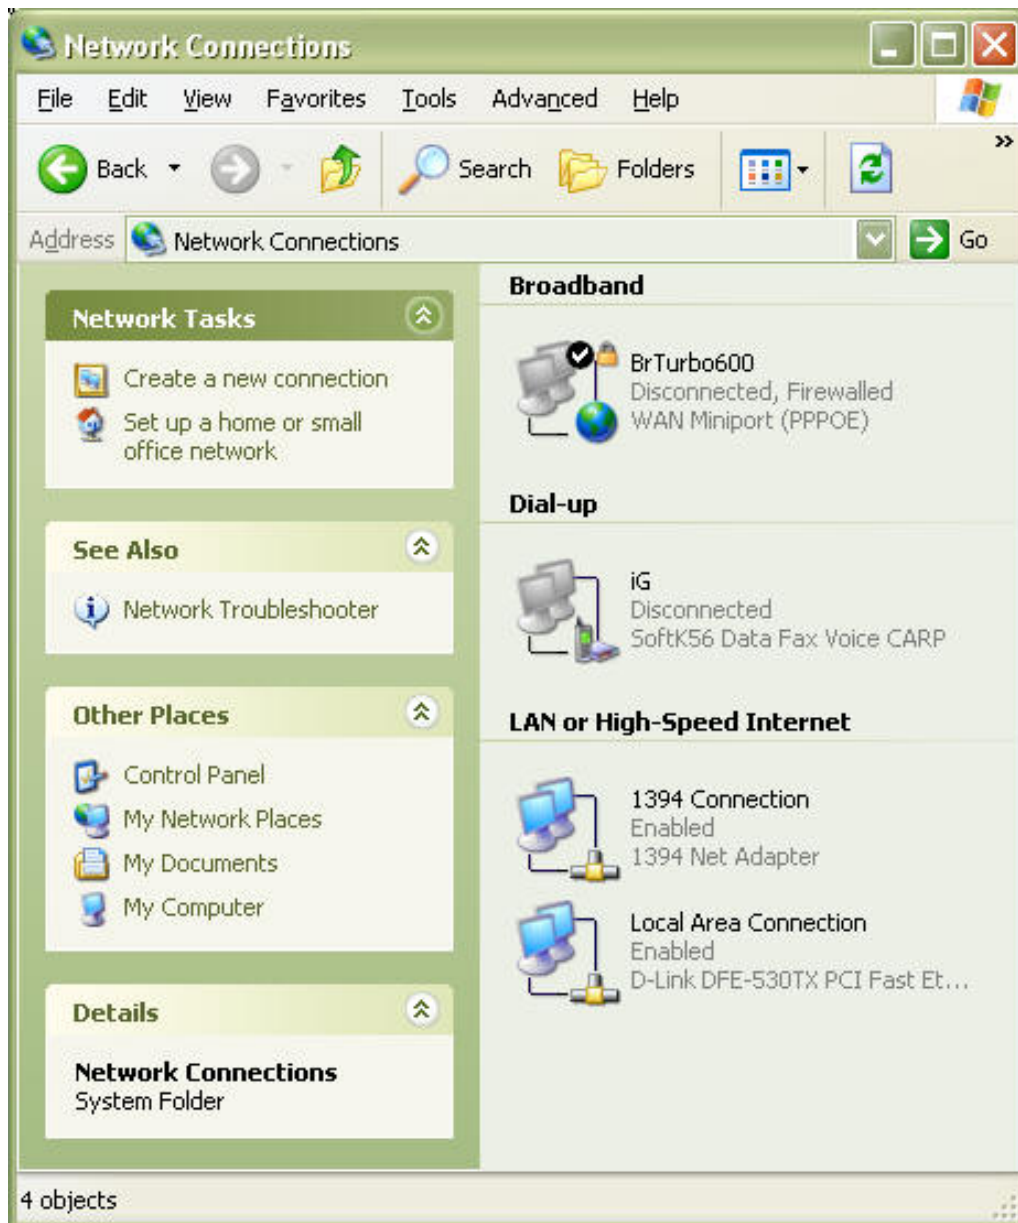 Network Connections
File Edit View Favorites Tools Advanced Help
Back Search Folders »
Address Network Connections Go
Network Tasks
Create a new connection
Set up a home or small
office network
See Also
Network Troubleshooter
Other Places
Control Panel
My Network Places
My Documents
My Computer
Details
Network Connections
System Folder
Broadband
BrTurbo600
Disconnected, Firewalled
WAN Miniport (PPPOE)
Dial-up
iG
Disconnected
SoftK56 Data Fax Voice CARP
LAN or High-Speed Internet
1394 Connection
Enabled
1394 Net Adapter
Local Area Connection
Enabled
D-Link DFE-530TX PCI Fast Et...
4 objects